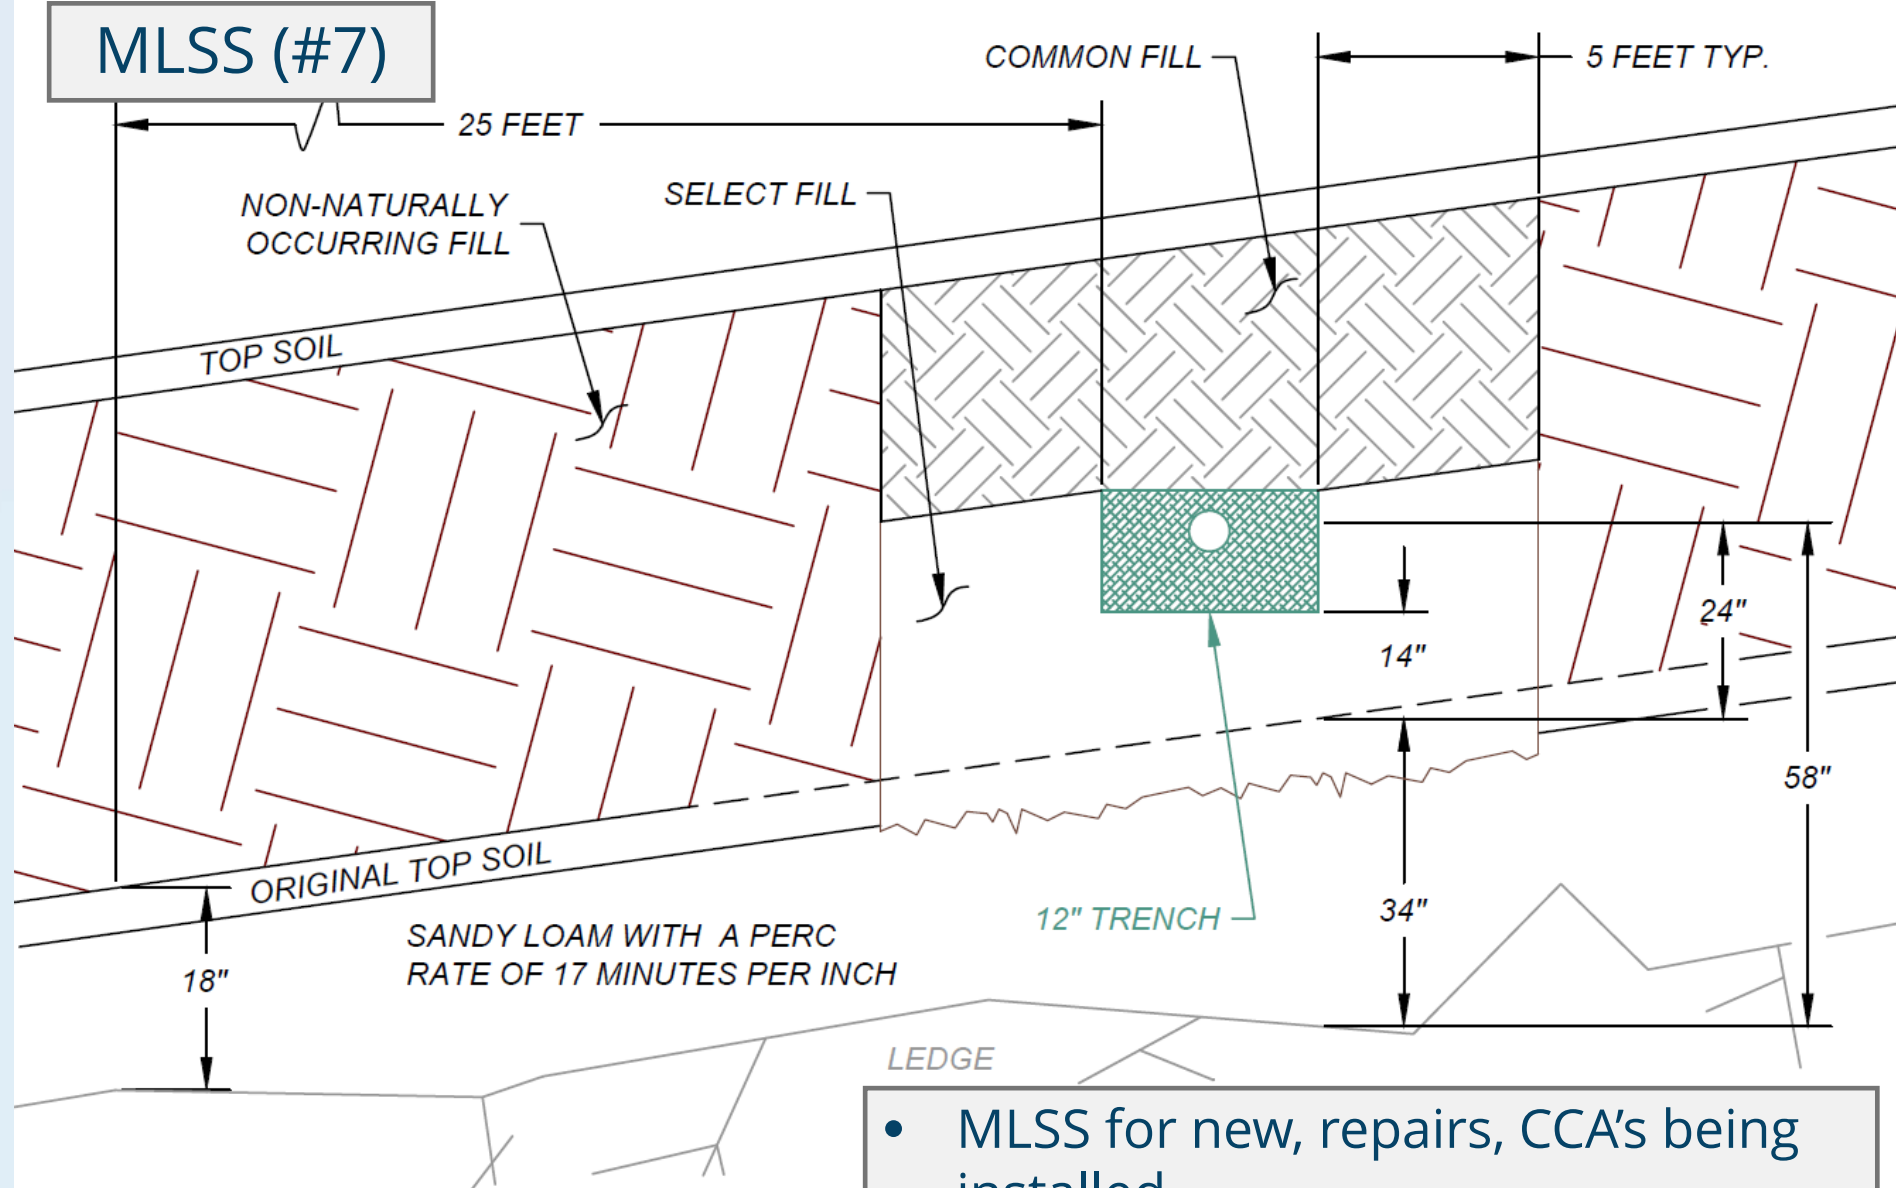 MLSS (#7)
COMMON FILL
5 FEET TYP.
25 FEET
NON-NATURALLY
OCCURRING FILL
SELECT FILL
TOP SOIL
24"
14"
58"
ORIGINAL TOP SOIL
12" TRENCH
34"
SANDY LOAM WITH A PERC
RATE OF 17 MINUTES PER INCH
18"
LEDGE
• MLSS for new, repairs, CCA's being
installed